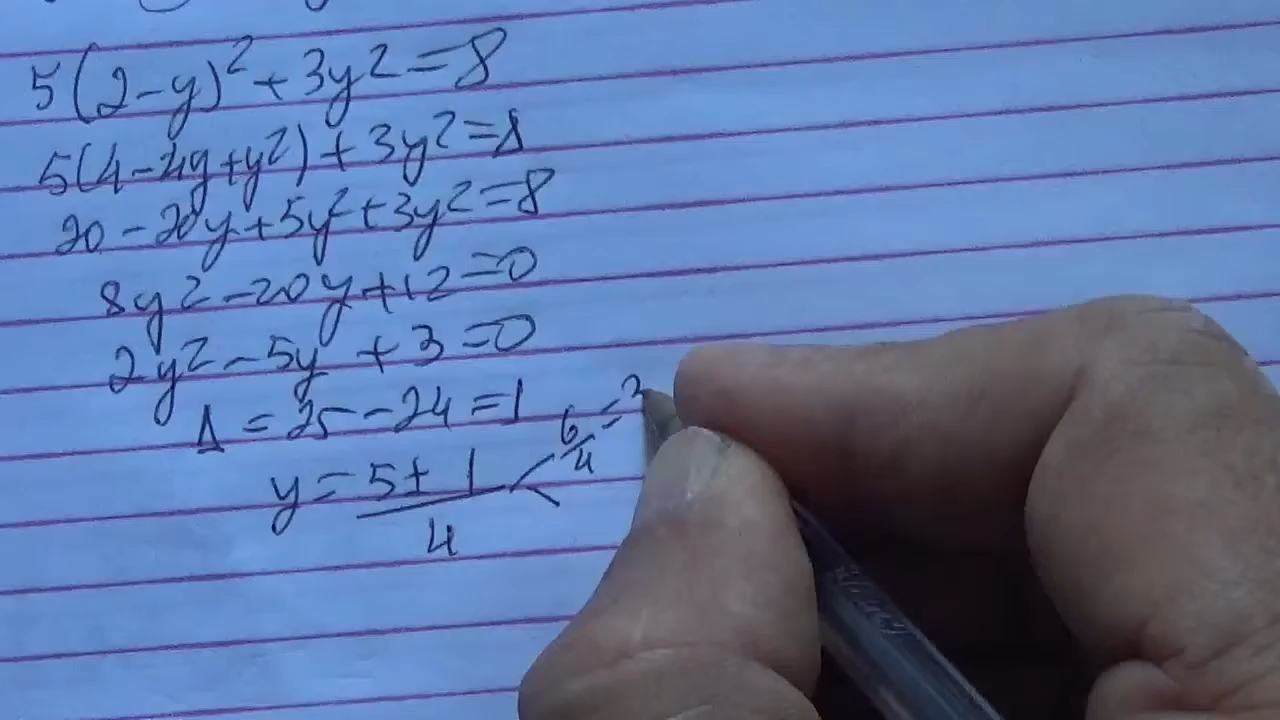 5(2-y)²+3y²=8
5(4-4y+y²)+3y²=8
20-20y+5y²+3y²=8
8y²-20y+12=0
2y²-5y+3=0
Δ=25-24=1
y=5±1/4 < 6/4=3